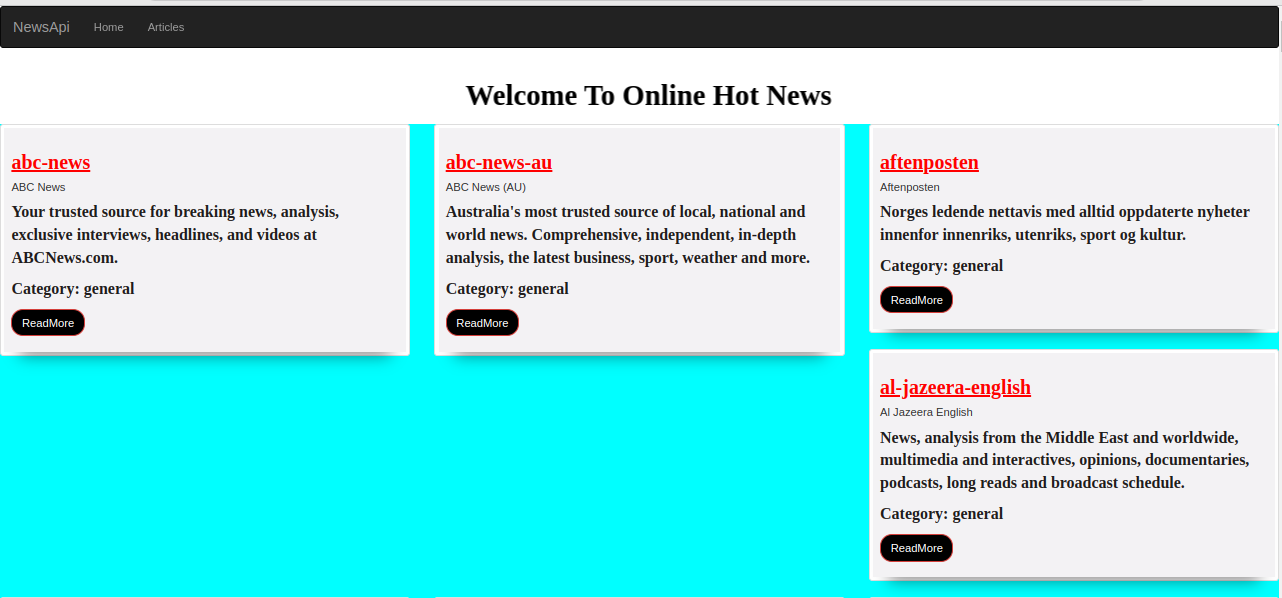 NewsApi Home Articles
Welcome To Online Hot News
abc-news
ABC News
Your trusted source for breaking news, analysis,
exclusive interviews, headlines, and videos at
ABCNews.com.
Category: general
ReadMore
abc-news-au
ABC News (AU)
Australia's most trusted source of local, national and
world news. Comprehensive, independent, in-depth
analysis, the latest business, sport, weather and more.
Category: general
ReadMore
aftenposten
Aftenposten
Norges ledende nettavis med alltid oppdaterte nyheter
innenfor innenriks, utenriks, sport og kultur.
Category: general
ReadMore
al-jazeera-english
Al Jazeera English
News, analysis from the Middle East and worldwide,
multimedia and interactives, opinions, documentaries,
podcasts, long reads and broadcast schedule.
Category: general
ReadMore